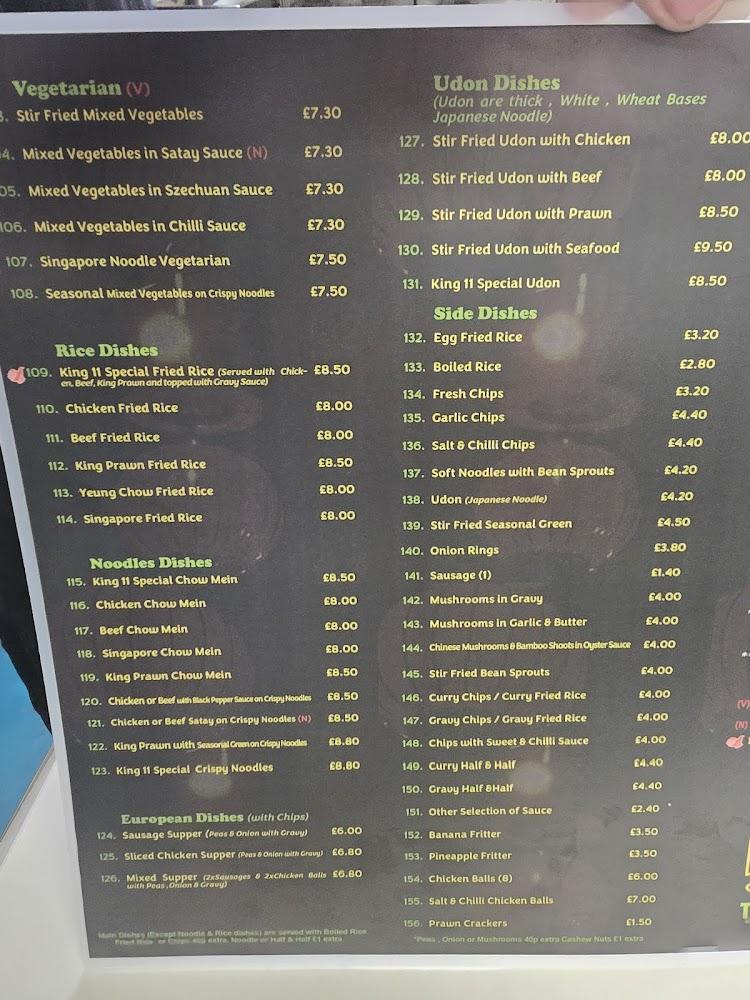 Vegetarian (V)
3. Stir Fried Mixed Vegetables £7.30
04. Mixed Vegetables in Satay Sauce (N) £7.30
05. Mixed Vegetables in Szechuan Sauce £7.30
106. Mixed Vegetables in Chilli Sauce £7.30
107. Singapore Noodle Vegetarian £7.50
108. Seasonal Mixed Vegetables on Crispy Noodles £7.50
Rice Dishes
109. King 11 Special Fried Rice (Served with Chick- £8.50
en, Beef, King Prawn and topped with Gravy Sauce)
110. Chicken Fried Rice £8.00
111. Beef Fried Rice £8.00
112. King Prawn Fried Rice £8.50
113. Yeung Chow Fried Rice £8.00
114. Singapore Fried Rice £8.00
Noodles Dishes
115. King 11 Special Chow Mein £8.50
116. Chicken Chow Mein £8.00
117. Beef Chow Mein £8.00
118. Singapore Chow Mein £8.00
119. King Prawn Chow Mein £8.50
120. Chicken or Beef with Black Pepper Sauce on Crispy Noodles £8.50
121. Chicken or Beef Satay on Crispy Noodles (N) £8.50
122. King Prawn with Seasonal Green on Crispy Noodles £8.80
123. King 11 Special Crispy Noodles £8.80
European Dishes (with Chips)
124. Sausage Supper (Peas & Onion with Gravy) £6.00
125. Sliced Chicken Supper (Peas & Onion with Gravy) £6.80
126. Mixed Supper (2xSausages & 2xChicken Balls £6.80
with Peas ,Onion & Gravy)
Main Dishes (Except Noodle & Rice dishes) are served with Boiled Rice
Fried Rice or Chips 40p extra, Noodle or Half & Half £1 extra
Udon Dishes
(Udon are thick , White , Wheat Bases
Japanese Noodle)
127. Stir Fried Udon with Chicken £8.00
128. Stir Fried Udon with Beef £8.00
129. Stir Fried Udon with Prawn £8.50
130. Stir Fried Udon with Seafood £9.50
131. King 11 Special Udon £8.50
Side Dishes
132. Egg Fried Rice £3.20
133. Boiled Rice £2.80
134. Fresh Chips £3.20
135. Garlic Chips £4.40
136. Salt & Chilli Chips £4.40
137. Soft Noodles with Bean Sprouts £4.20
138. Udon (Japanese Noodle) £4.20
139. Stir Fried Seasonal Green £4.50
140. Onion Rings £3.80
141. Sausage (1) £1.40
142. Mushrooms in Gravy £4.00
143. Mushrooms in Garlic & Butter £4.00
144. Chinese Mushrooms & Bamboo Shoots in Oyster Sauce £4.00
145. Stir Fried Bean Sprouts £4.00
146. Curry Chips / Curry Fried Rice £4.00
147. Gravy Chips / Gravy Fried Rice £4.00
148. Chips with Sweet & Chilli Sauce £4.00
149. Curry Half & Half £4.40
150. Gravy Half &Half £4.40
151. Other Selection of Sauce £2.40 *
152. Banana Fritter £3.50
153. Pineapple Fritter £3.50
154. Chicken Balls (8) £6.00
155. Salt & Chilli Chicken Balls £7.00
156. Prawn Crackers £1.50
*Peas , Onion or Mushrooms 40p extra Cashew Nuts £1 extra
(V)
(N)
T